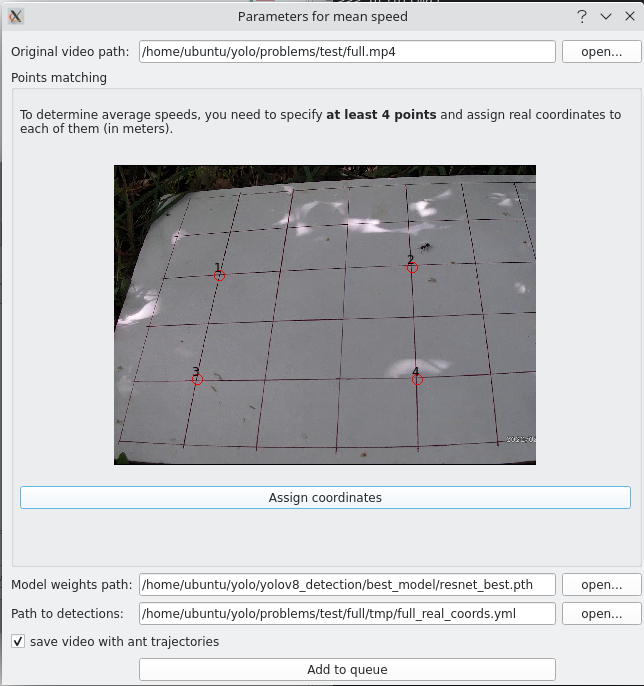 Parameters for mean speed
Original video path: /home/ubuntu/yolo/problems/test/full.mp4 open...
Points matching
To determine average speeds, you need to specify at least 4 points and assign real coordinates to
each of them (in meters).
1 2
3 4
Assign coordinates
Model weights path: /home/ubuntu/yolo/yolov8_detection/best_model/resnet_best.pth open...
Path to detections: /home/ubuntu/yolo/problems/test/full/tmp/full_real_coords.yml open...
save video with ant trajectories
Add to queue